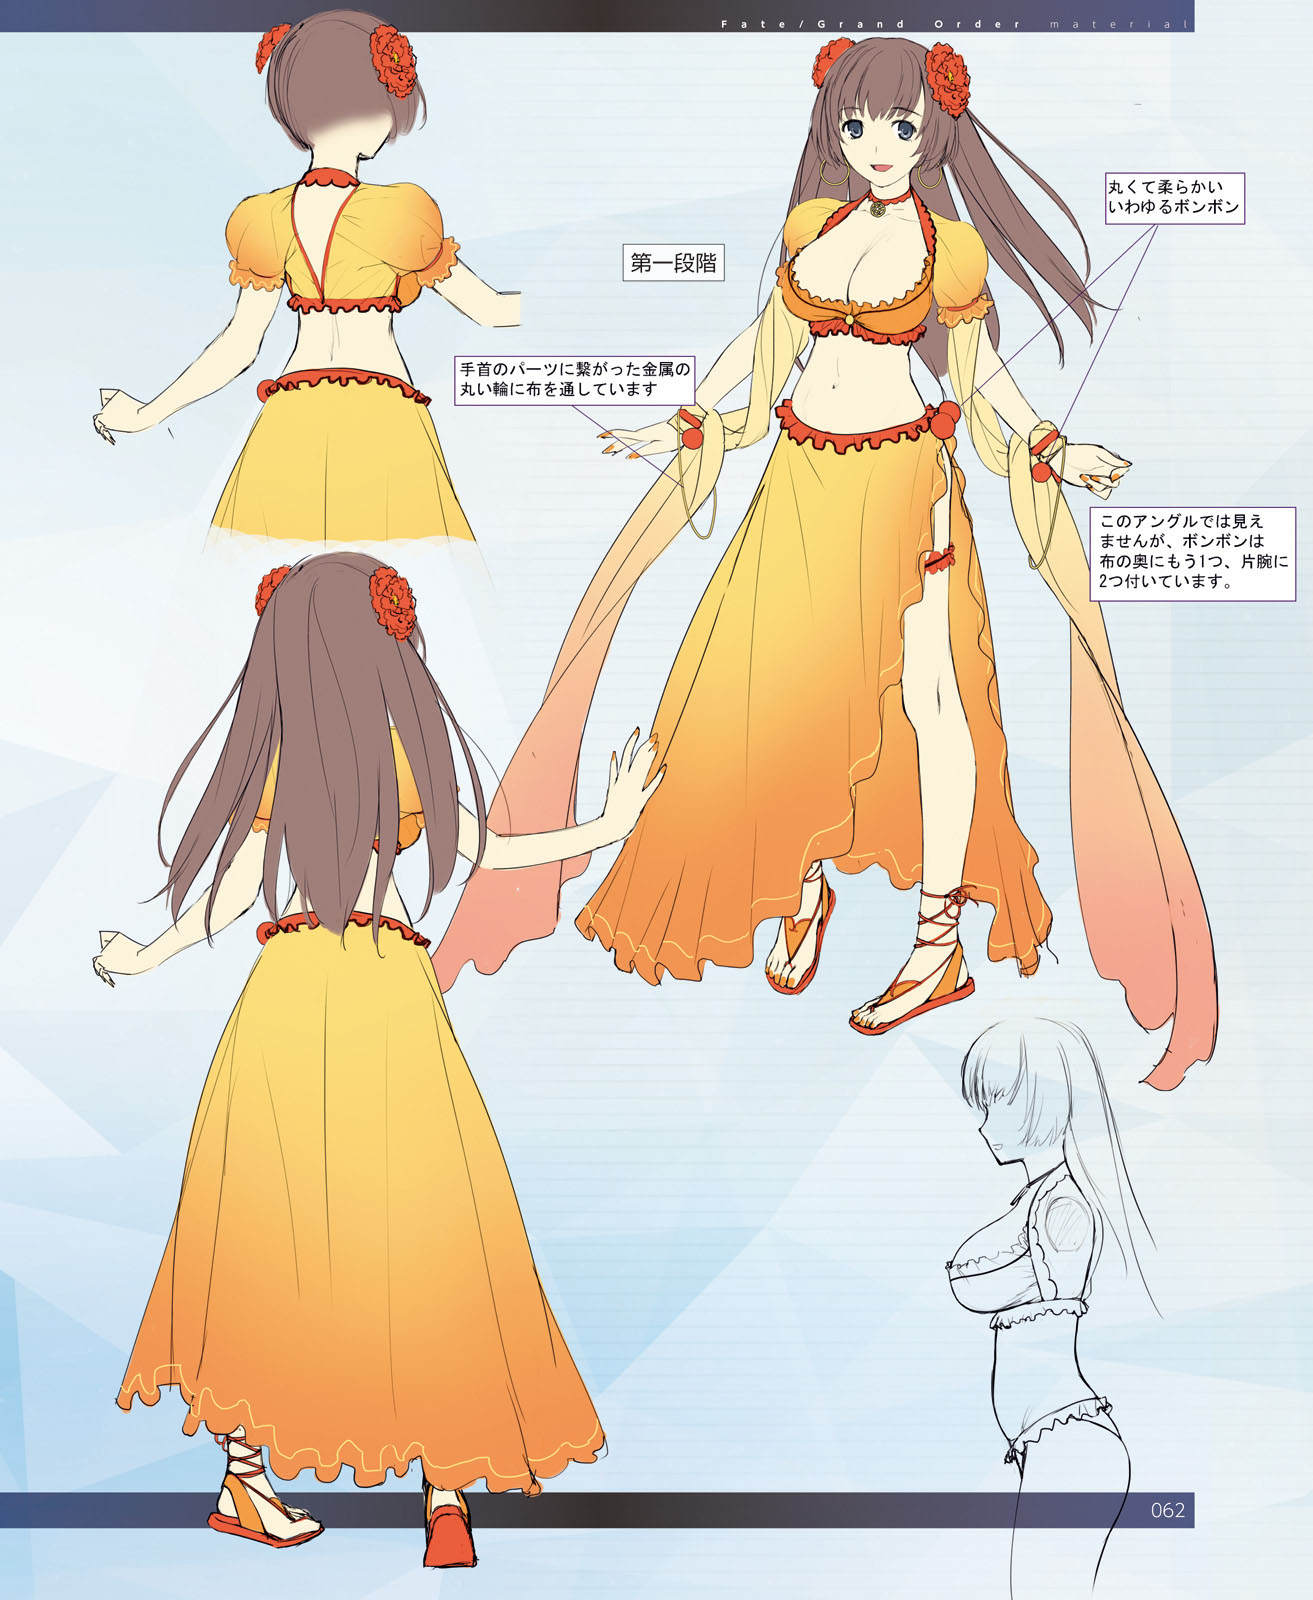 Fate/Grand Order material
丸くて柔らかい
いわゆるボンボン
第一段階
手首のパーツに繋がった金属の
丸い輪に布を通しています
このアングルでは見え
ませんが、ボンボンは
布の奥にもう1つ、片腕に
2つ付いています。
062